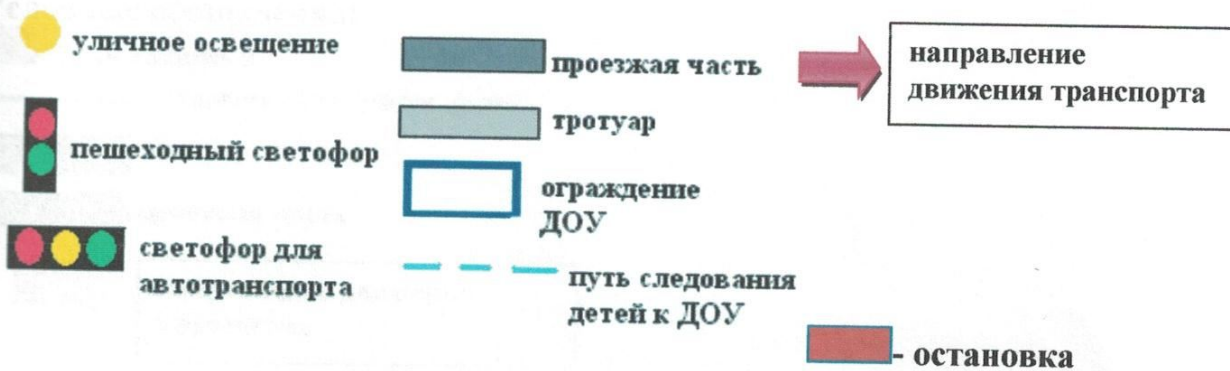 уличное освещение
пешеходный светофор
светофор для
автотранспорта
проезжая часть
тротуар
ограждение
ДОУ
путь следования
детей к ДОУ
направление
движения транспорта
- остановка